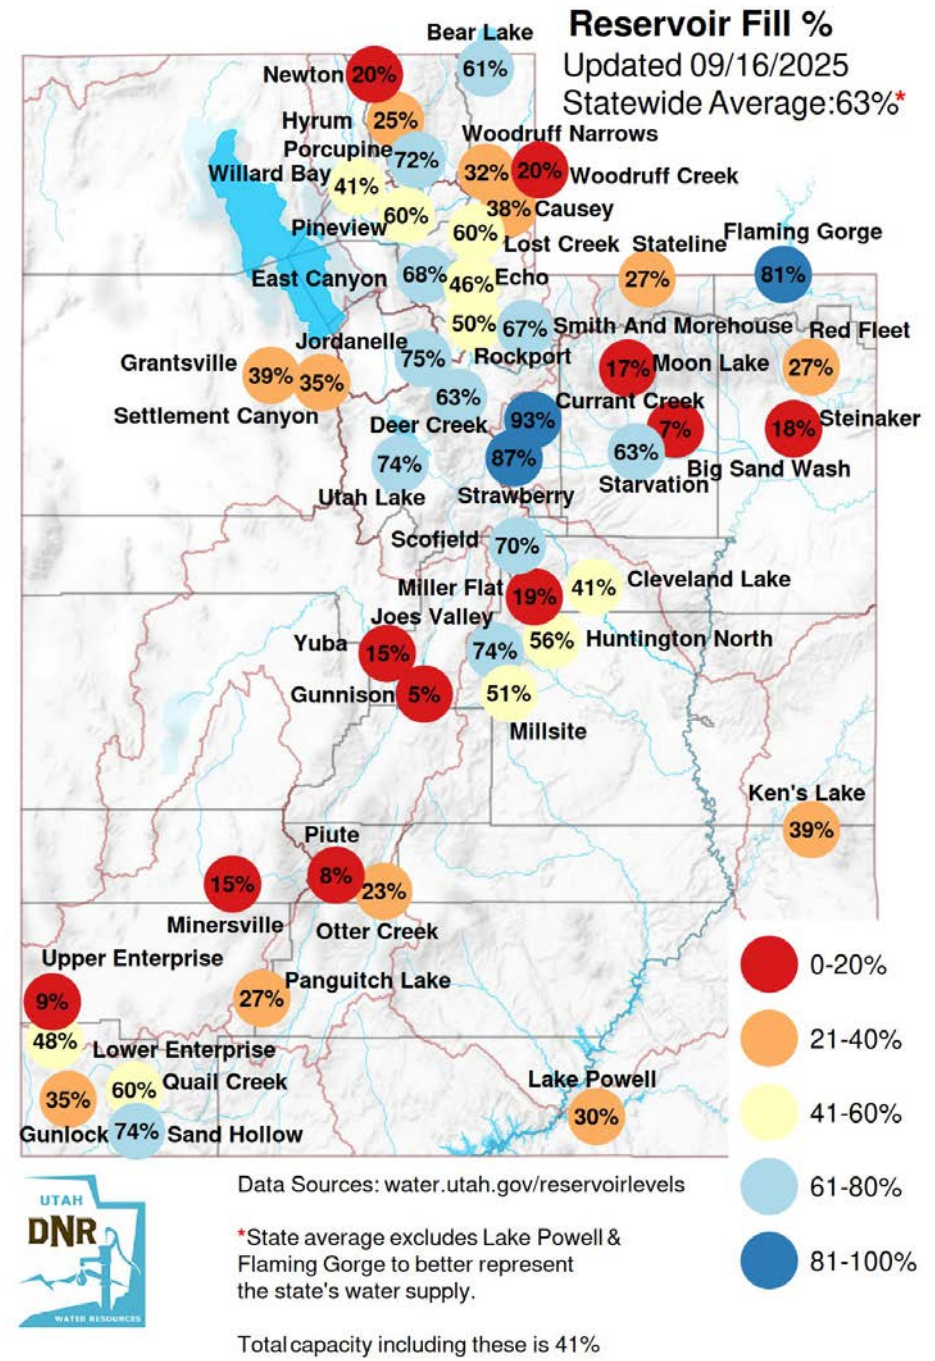 Reservoir Fill %
Updated 09/16/2025
Statewide Average:63%*
Bear Lake
61%
Newton 20%
Hyrum 25%
Porcupine 72%
Woodruff Narrows
32%
20% Woodruff Creek
Willard Bay
41%
38% Causey
Pineview 60%
60%
Lost Creek
Stateline
27%
Flaming Gorge
81%
East Canyon 68%
46% Echo
50%
Rockport
67% Smith And Morehouse
Red Fleet
27%
Jordanelle
75%
Grantsville
39%
35%
Settlement Canyon
17% Moon Lake
63%
Deer Creek
Currant Creek
93%
7%
Big Sand Wash
18% Steinaker
74%
Utah Lake
87%
Strawberry
63%
Starvation
Scofield 70%
Miller Flat 19%
41% Cleveland Lake
Joes Valley
74%
56% Huntington North
Yuba
15%
Gunnison 5%
51%
Millsite
Ken's Lake
39%
Piute
8%
15%
Minersville
23%
Otter Creek
Upper Enterprise
9%
Panguitch Lake
27%
48%
Lower Enterprise
60% Quail Creek
35%
Gunlock
74% Sand Hollow
Lake Powell
30%
0-20%
21-40%
41-60%
61-80%
81-100%
UTAH
DNR
WATER RESOURCES
Data Sources: water.utah.gov/reservoirlevels
*State average excludes Lake Powell &
Flaming Gorge to better represent
the state's water supply.
Total capacity including these is 41%